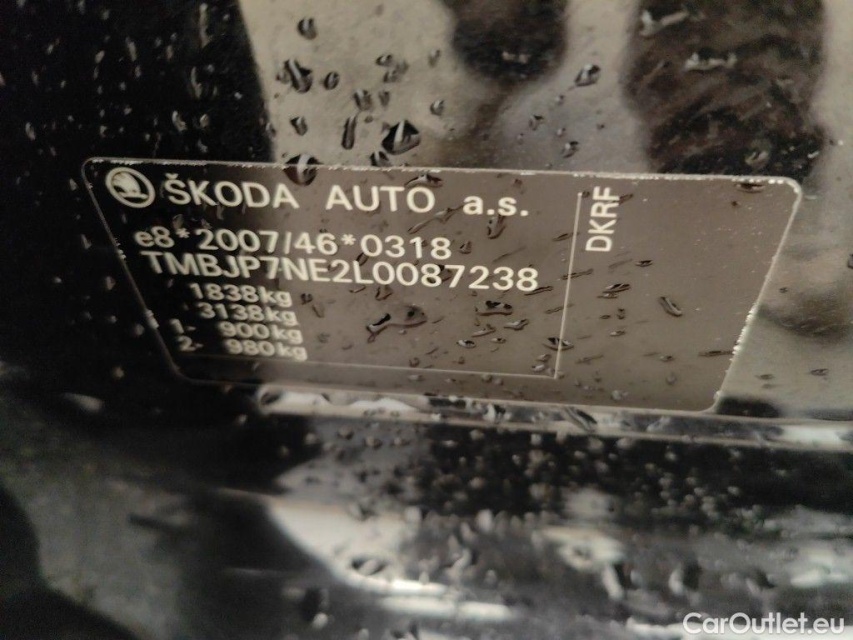 ŠKODA AUTO a.s.
e8*2007/46*0318
TMBJP7NE2L0087238
1838kg
3138kg
1- 900kg
2- 980kg
DKRF
CarOutlet.eu